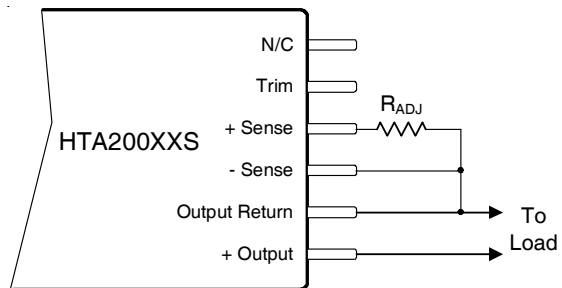 N/C
Trim
R_ADJ
+ Sense
HTA200XXS
- Sense
Output Return
To
+ Output
Load